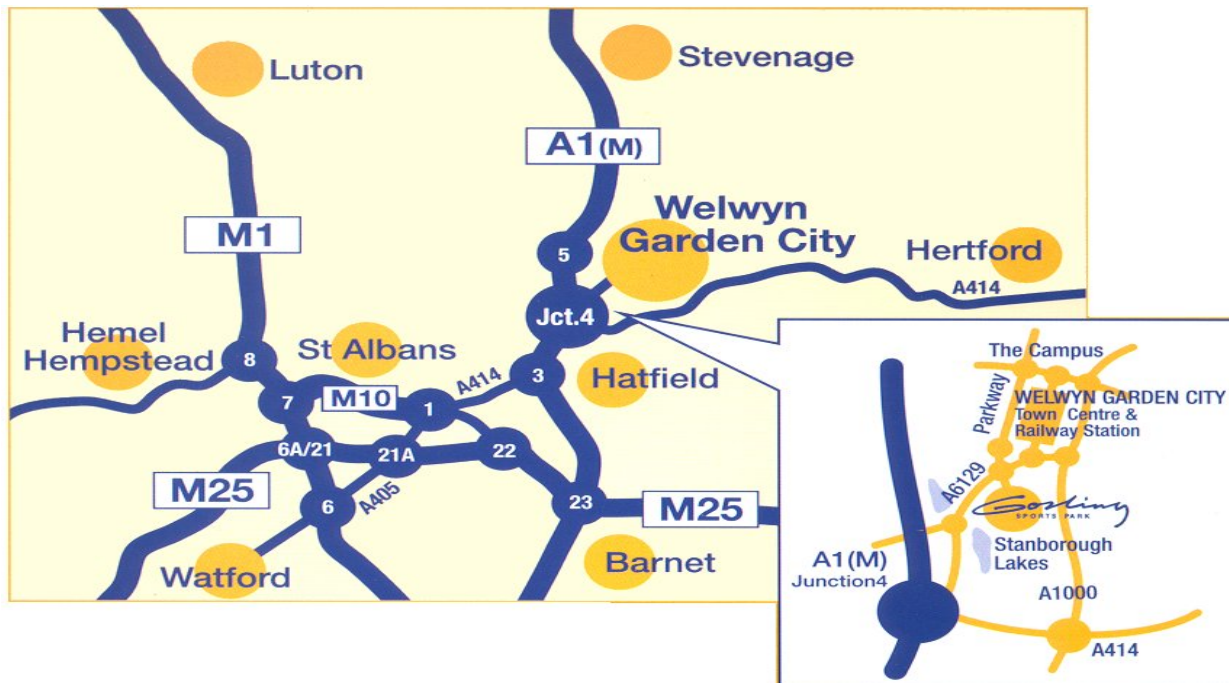 Luton
Stevenage
A1(M)
M1
Welwyn
Garden City
Hertford
A414
5
Jct.4
Hemel
Hempstead
8
St Albans
A414
3
Hatfield
7
M10
1
6A/21
21A
22
M25
6
A405
23
M25
Watford
Barnet
The Campus
Parkway
WELWYN GARDEN CITY
Town Centre &
Railway Station
A6129
Gosling
SPORTS PARK
Stanborough
Lakes
A1(M)
Junction4
A1000
A414